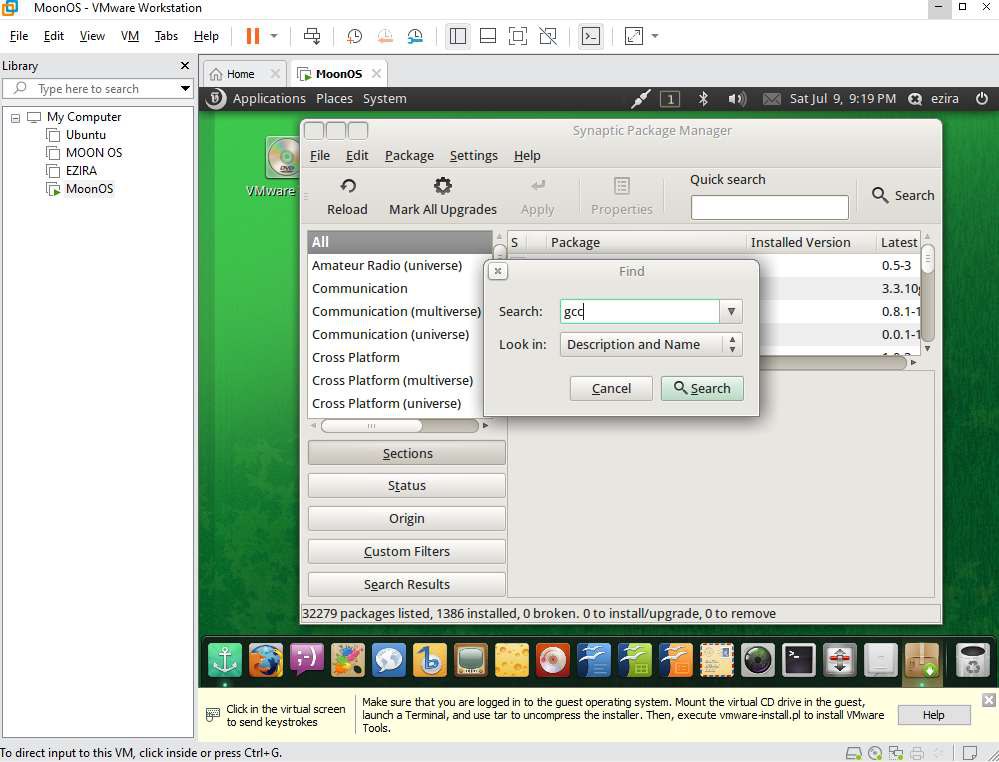 MoonOS - VMware Workstation
File Edit View VM Tabs Help
Library
Type here to search
My Computer
Ubuntu
MOON OS
EZIRA
MoonOS
Home MoonOS
Applications Places System 1 Sat Jul 9, 9:19 PM ezira
VMware
Synaptic Package Manager
File Edit Package Settings Help
Reload Mark All Upgrades Apply Properties
Quick search
Search
All
Amateur Radio (universe)
Communication
Communication (multiverse)
Communication (universe)
Cross Platform
Cross Platform (multiverse)
Cross Platform (universe)
S Package Installed Version Latest
0.5-3
3.3.10
0.8.1-1
0.0.1-1
Find
Search: gcc
Look in: Description and Name
Cancel Search
Sections
Status
Origin
Custom Filters
Search Results
32279 packages listed, 1386 installed, 0 broken. 0 to install/upgrade, 0 to remove
Click in the virtual screen
to send keystrokes
Make sure that you are logged in to the guest operating system. Mount the virtual CD drive in the guest,
launch a Terminal, and use tar to uncompress the installer. Then, execute vmware-install.pl to install VMware
Tools.
Help
To direct input to this VM, click inside or press Ctrl+G.